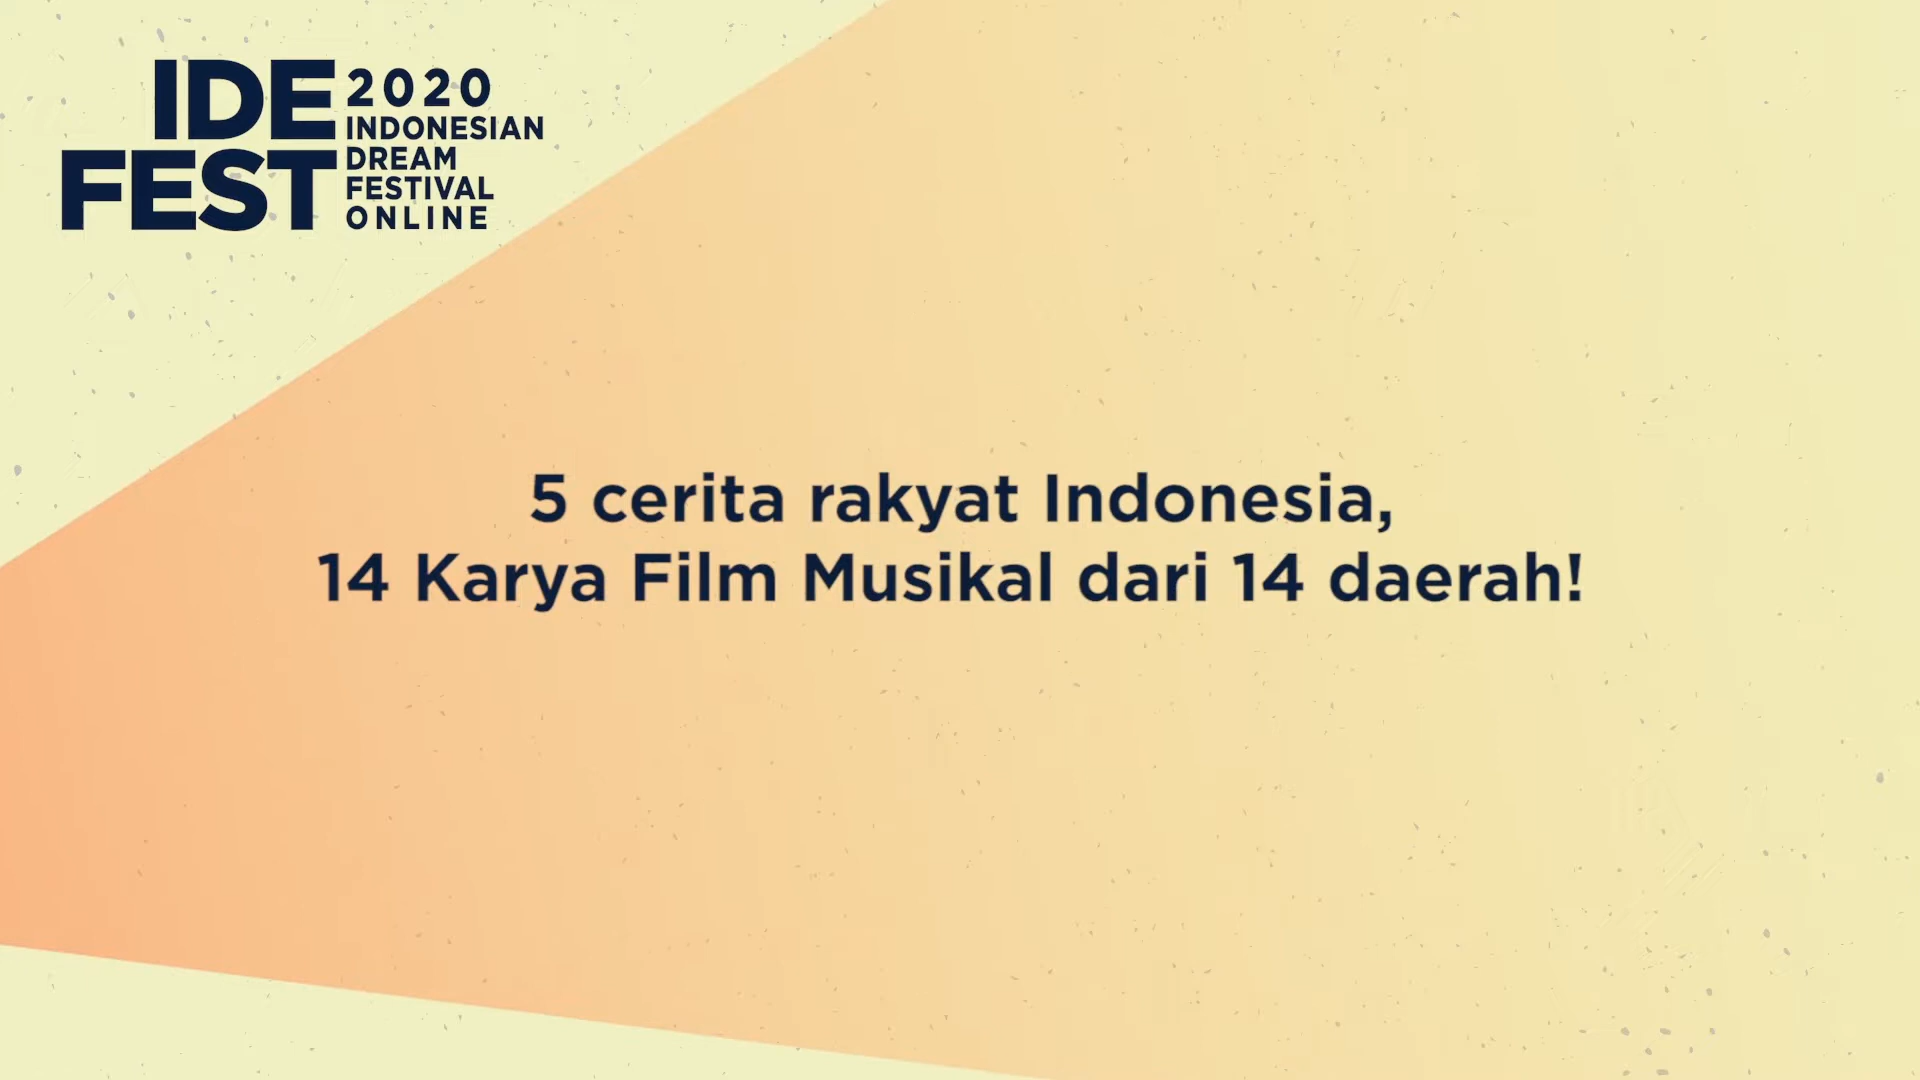 IDE
FEST
2020
INDONESIAN
DREAM
FESTIVAL
ONLINE
5 cerita rakyat Indonesia,
14 Karya Film Musikal dari 14 daerah!